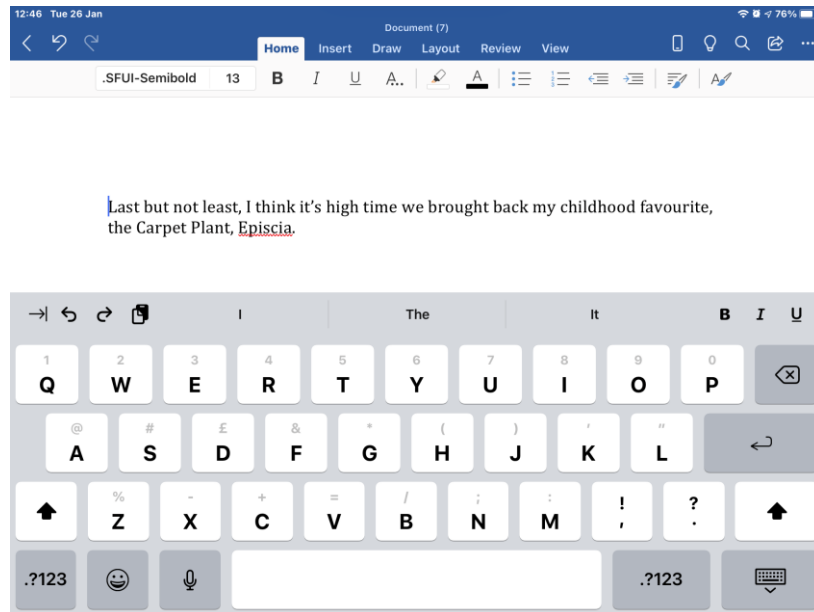 12:46 Tue 26 Jan
76%
Document (7)
Home Insert Draw Layout Review View
.SFUI-Semibold 13 B I U A.. A
Last but not least, I think it’s high time we brought back my childhood favourite,
the Carpet Plant, Episcia.
I The It B I U
1 2 3 4 5 6 7 8 9 0
Q W E R T Y U I O P
@ # £ & * ( ) ' "
A S D F G H J K L
% - + = / ; : ! ?
Z X C V B N M , .
.?123 .?123